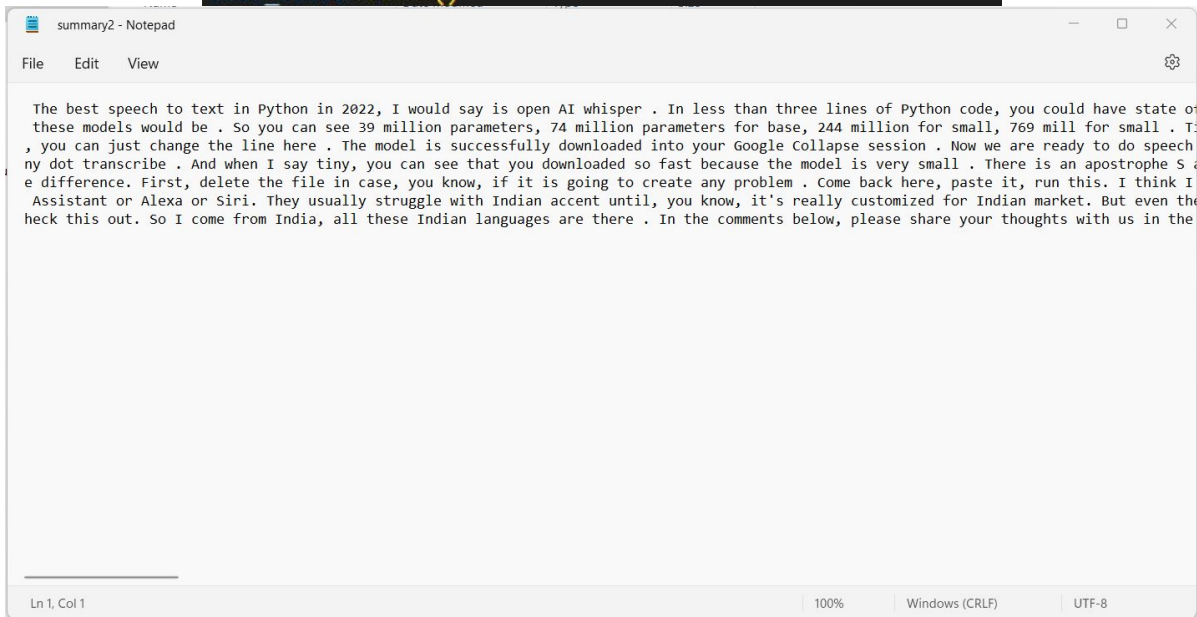 summary2 - Notepad
File Edit View
The best speech to text in Python in 2022, I would say is open AI whisper . In less than three lines of Python code, you could have state
these models would be . So you can see 39 million parameters, 74 million parameters for base, 244 million for small, 769 mill for small .
, you can just change the line here . The model is successfully downloaded into your Google Collapse session . Now we are ready to do speech
ny dot transcribe . And when I say tiny, you can see that you downloaded so fast because the model is very small . There is an apostrophe S
e difference. First, delete the file in case, you know, if it is going to create any problem . Come back here, paste it, run this. I think I
Assistant or Alexa or Siri. They usually struggle with Indian accent until, you know, it's really customized for Indian market. But even
heck this out. So I come from India, all these Indian languages are there . In the comments below, please share your thoughts with us in the
Ln 1, Col 1 100% Windows (CRLF) UTF-8